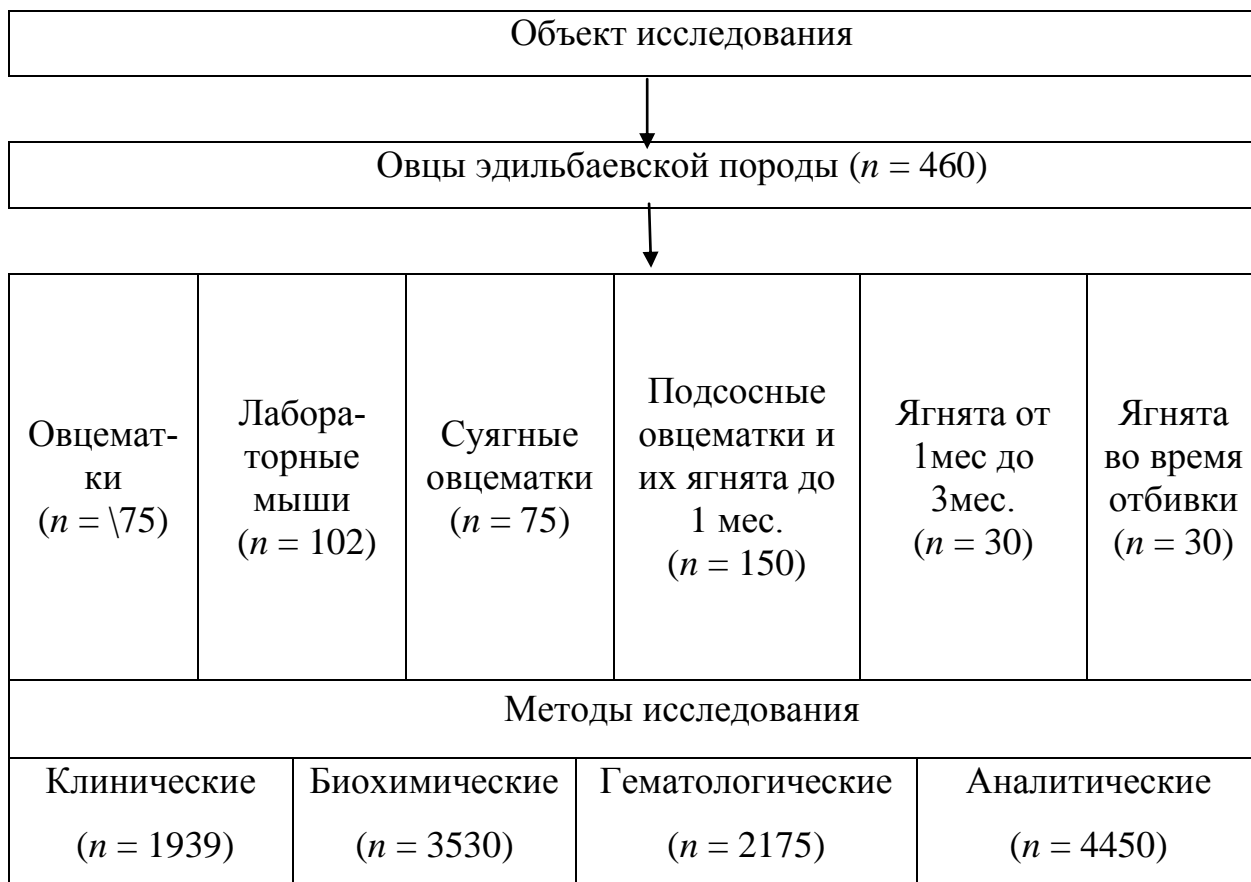 Объект исследования
Овцы эдильбаевской породы (n = 460)
Овцемат-
ки
(n = \75)
Лабора-
торные
мыши
(n = 102)
Суягные
овцематки
(n = 75)
Подсосные
овцематки и
их ягнята до
1 мес.
(n = 150)
Ягнята от
1мес до
3мес.
(n = 30)
Ягнята
во время
отбивки
(n = 30)
Методы исследования
Клинические
(n = 1939)
Биохимические
(n = 3530)
Гематологические
(n = 2175)
Аналитические
(n = 4450)